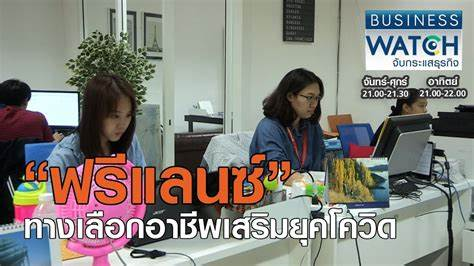 BUSINESS
WATCH
จับกระแสธุรกิจ
จันทร์-ศุกร์
21.00-21.30
อาทิตย์
21.00-22.00
“ฟรีแลนซ์”
ทางเลือกอาชีพเสริมยุคโควิด